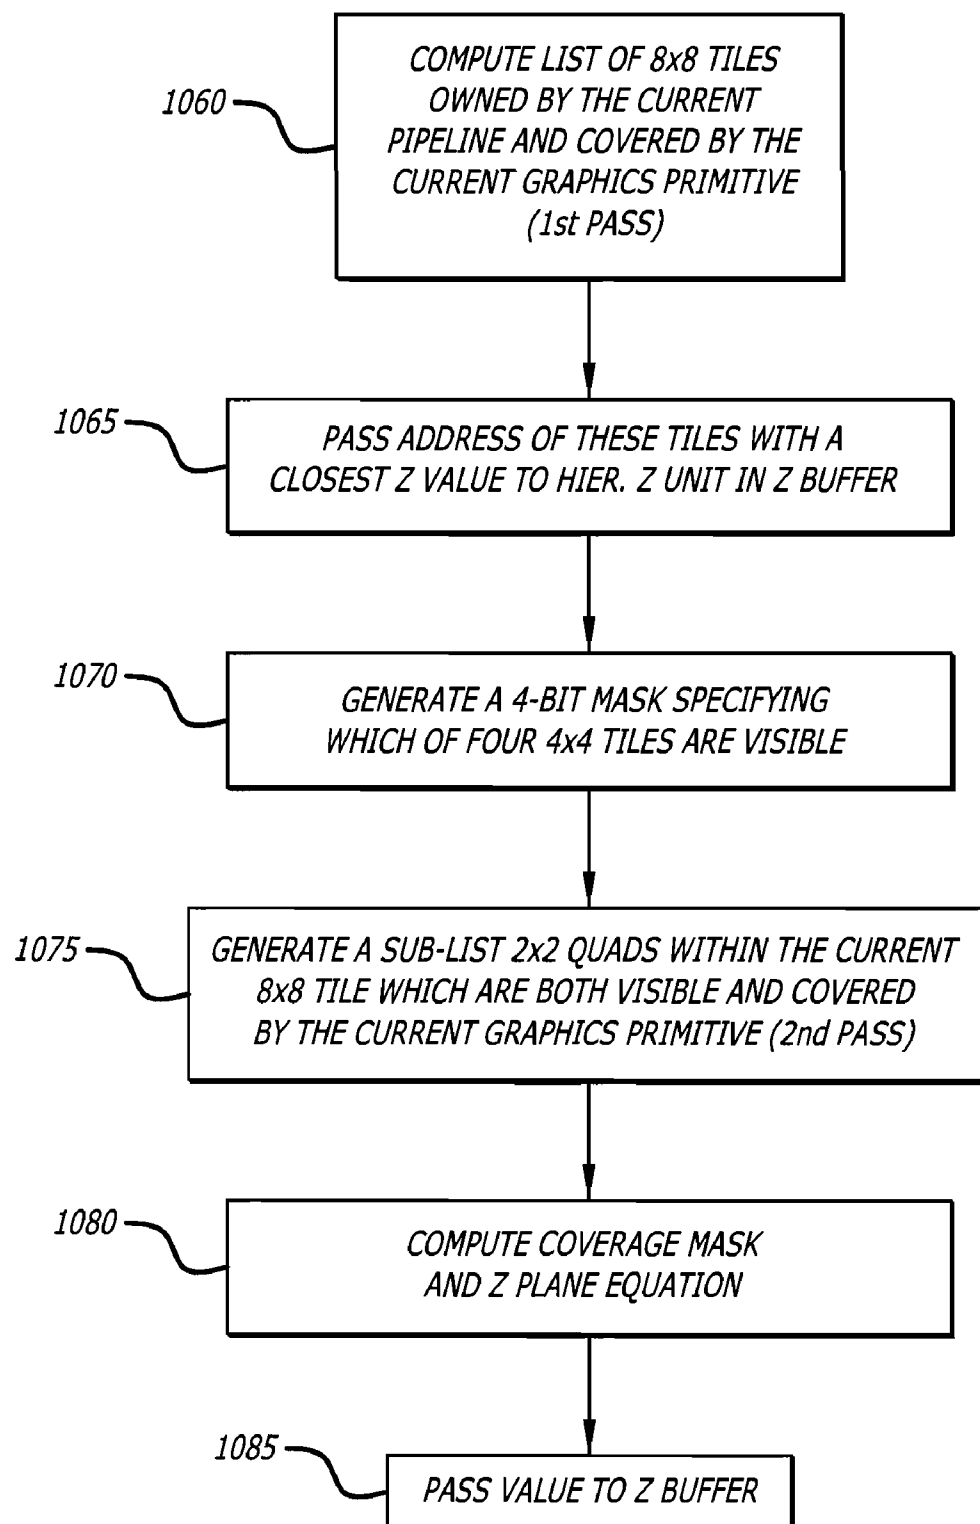 1060
COMPUTE LIST OF 8x8 TILES
OWNED BY THE CURRENT
PIPELINE AND COVERED BY THE
CURRENT GRAPHICS PRIMITIVE
(1st PASS)
1065
PASS ADDRESS OF THESE TILES WITH A
CLOSEST Z VALUE TO HIER. Z UNIT IN Z BUFFER
1070
GENERATE A 4-BIT MASK SPECIFYING
WHICH OF FOUR 4x4 TILES ARE VISIBLE
1075
GENERATE A SUB-LIST 2x2 QUADS WITHIN THE CURRENT
8x8 TILE WHICH ARE BOTH VISIBLE AND COVERED
BY THE CURRENT GRAPHICS PRIMITIVE (2nd PASS)
1080
COMPUTE COVERAGE MASK
AND Z PLANE EQUATION
1085
PASS VALUE TO Z BUFFER